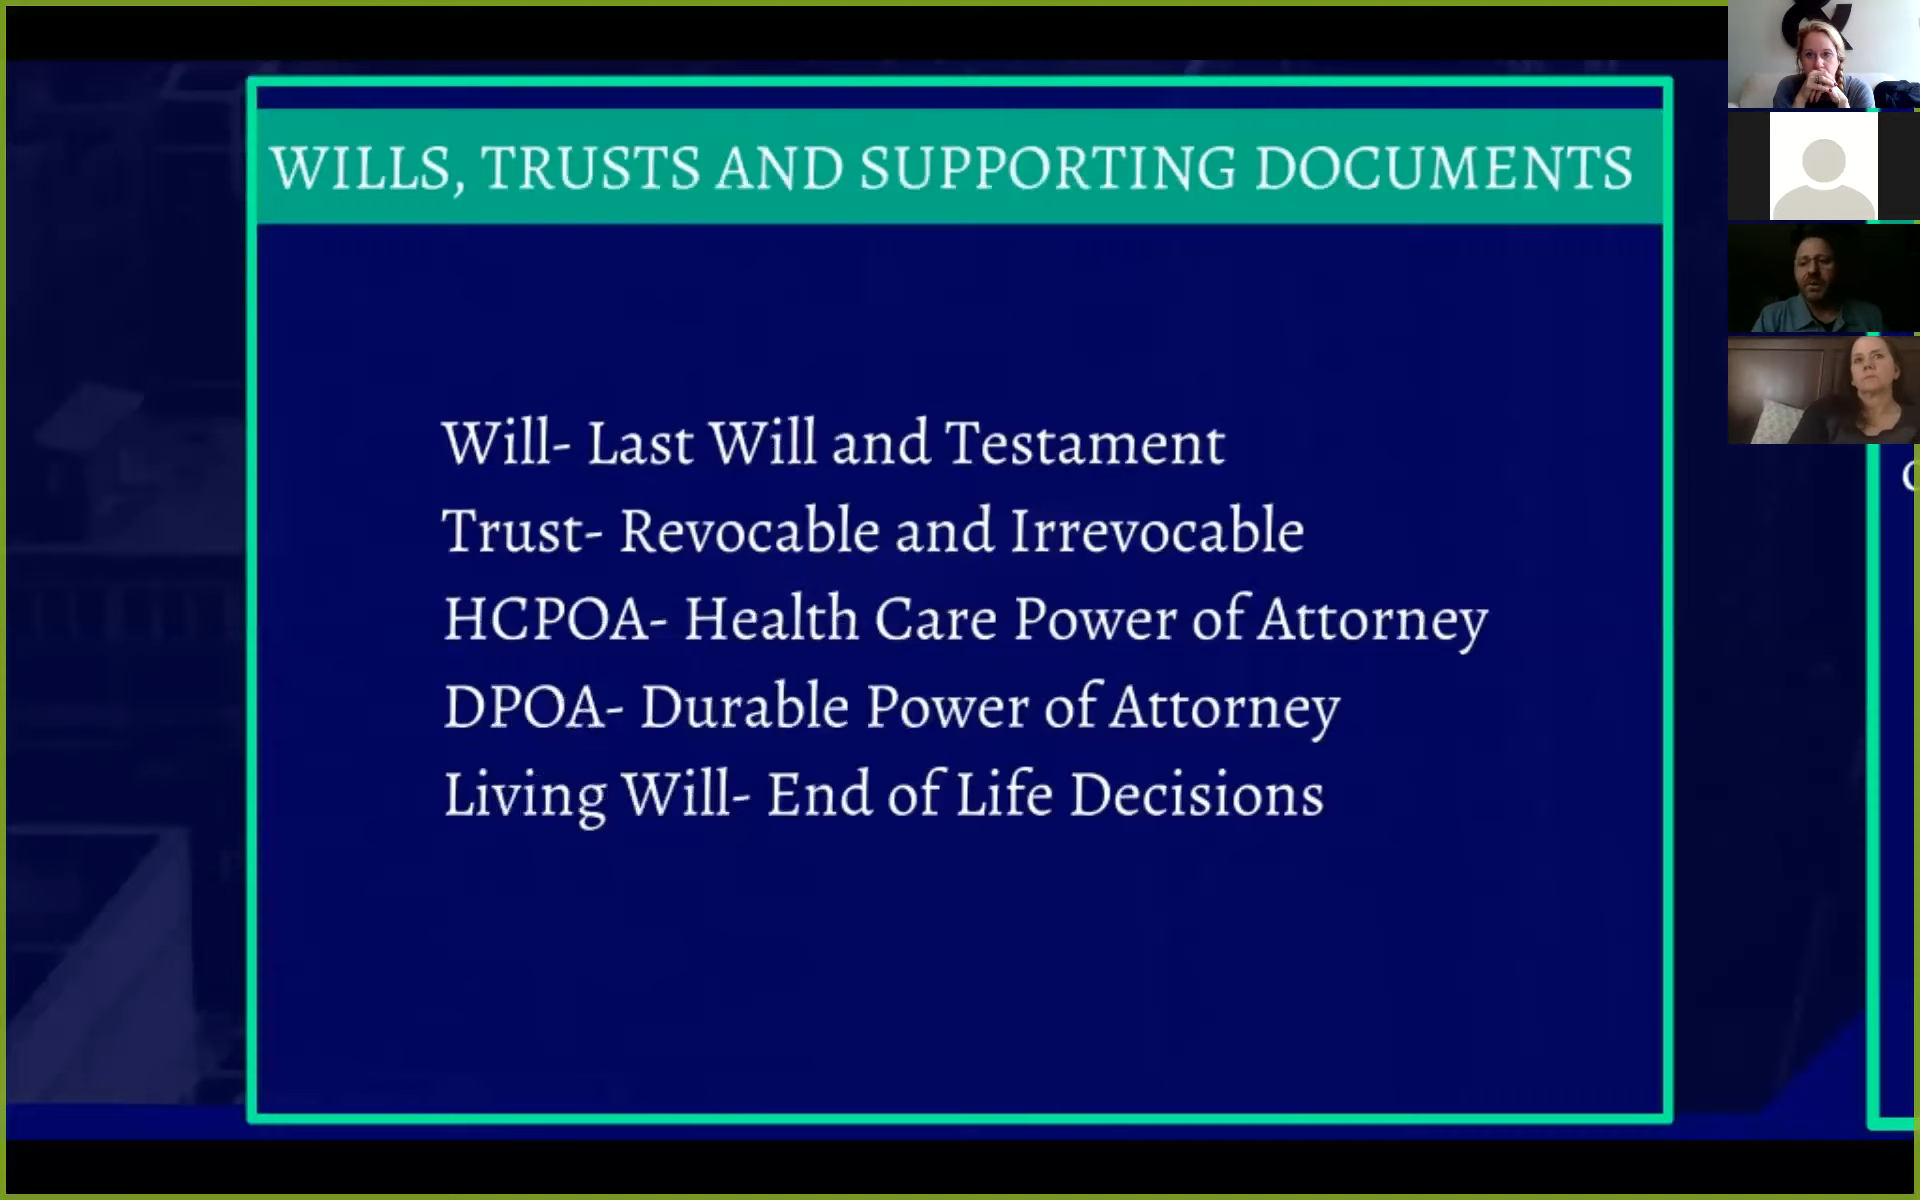 WILLS, TRUSTS AND SUPPORTING DOCUMENTS
Will- Last Will and Testament
Trust- Revocable and Irrevocable
HCPOA- Health Care Power of Attorney
DPOA- Durable Power of Attorney
Living Will- End of Life Decisions
&